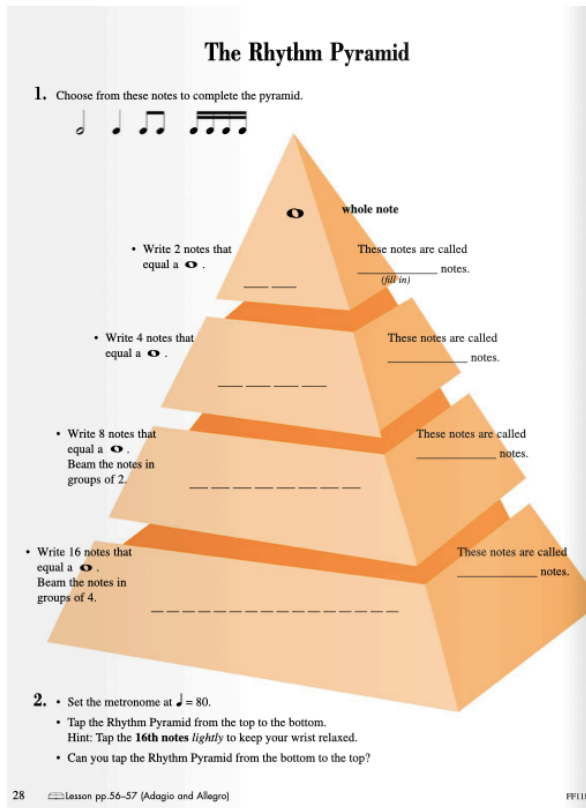 The Rhythm Pyramid
1. Choose from these notes to complete the pyramid.
whole note
• Write 2 notes that
equal a 𝅝 .
These notes are called
____________ notes.
(fill in)
• Write 4 notes that
equal a 𝅝 .
These notes are called
____________ notes.
• Write 8 notes that
equal a 𝅝 .
Beam the notes in
groups of 2.
These notes are called
____________ notes.
• Write 16 notes that
equal a 𝅝 .
Beam the notes in
groups of 4.
These notes are called
____________ notes.
2. • Set the metronome at ♩ = 80.
• Tap the Rhythm Pyramid from the top to the bottom.
Hint: Tap the 16th notes lightly to keep your wrist relaxed.
• Can you tap the Rhythm Pyramid from the bottom to the top?
28 Lesson pp.56–57 (Adagio and Allegro)